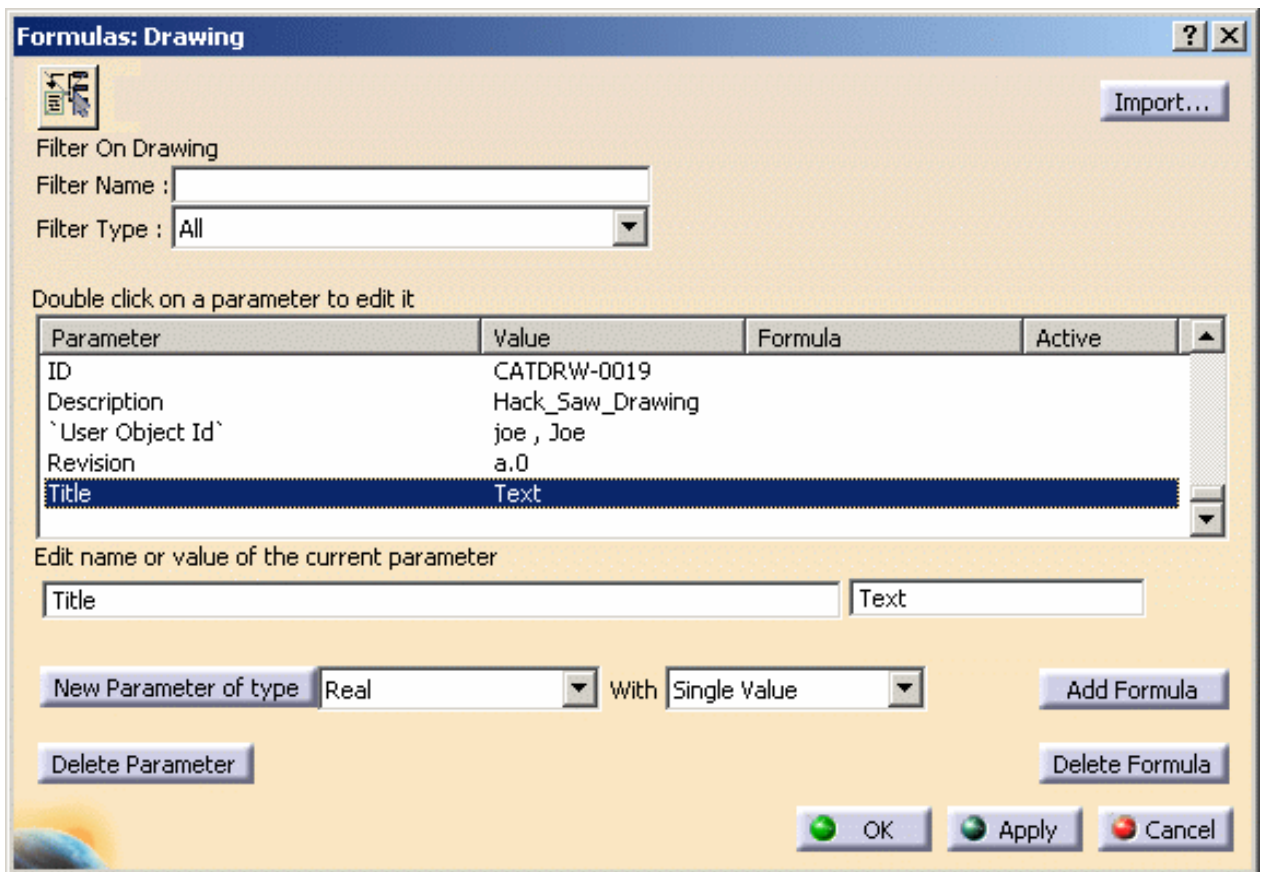 Formulas: Drawing
Import...
Filter On Drawing
Filter Name :
Filter Type : All
Double click on a parameter to edit it
Parameter Value Formula Active
ID CATDRW-0019
Description Hack_Saw_Drawing
`User Object Id` joe , Joe
Revision a.0
Title Text
Edit name or value of the current parameter
Title Text
New Parameter of type Real With Single Value Add Formula
Delete Parameter Delete Formula
OK Apply Cancel